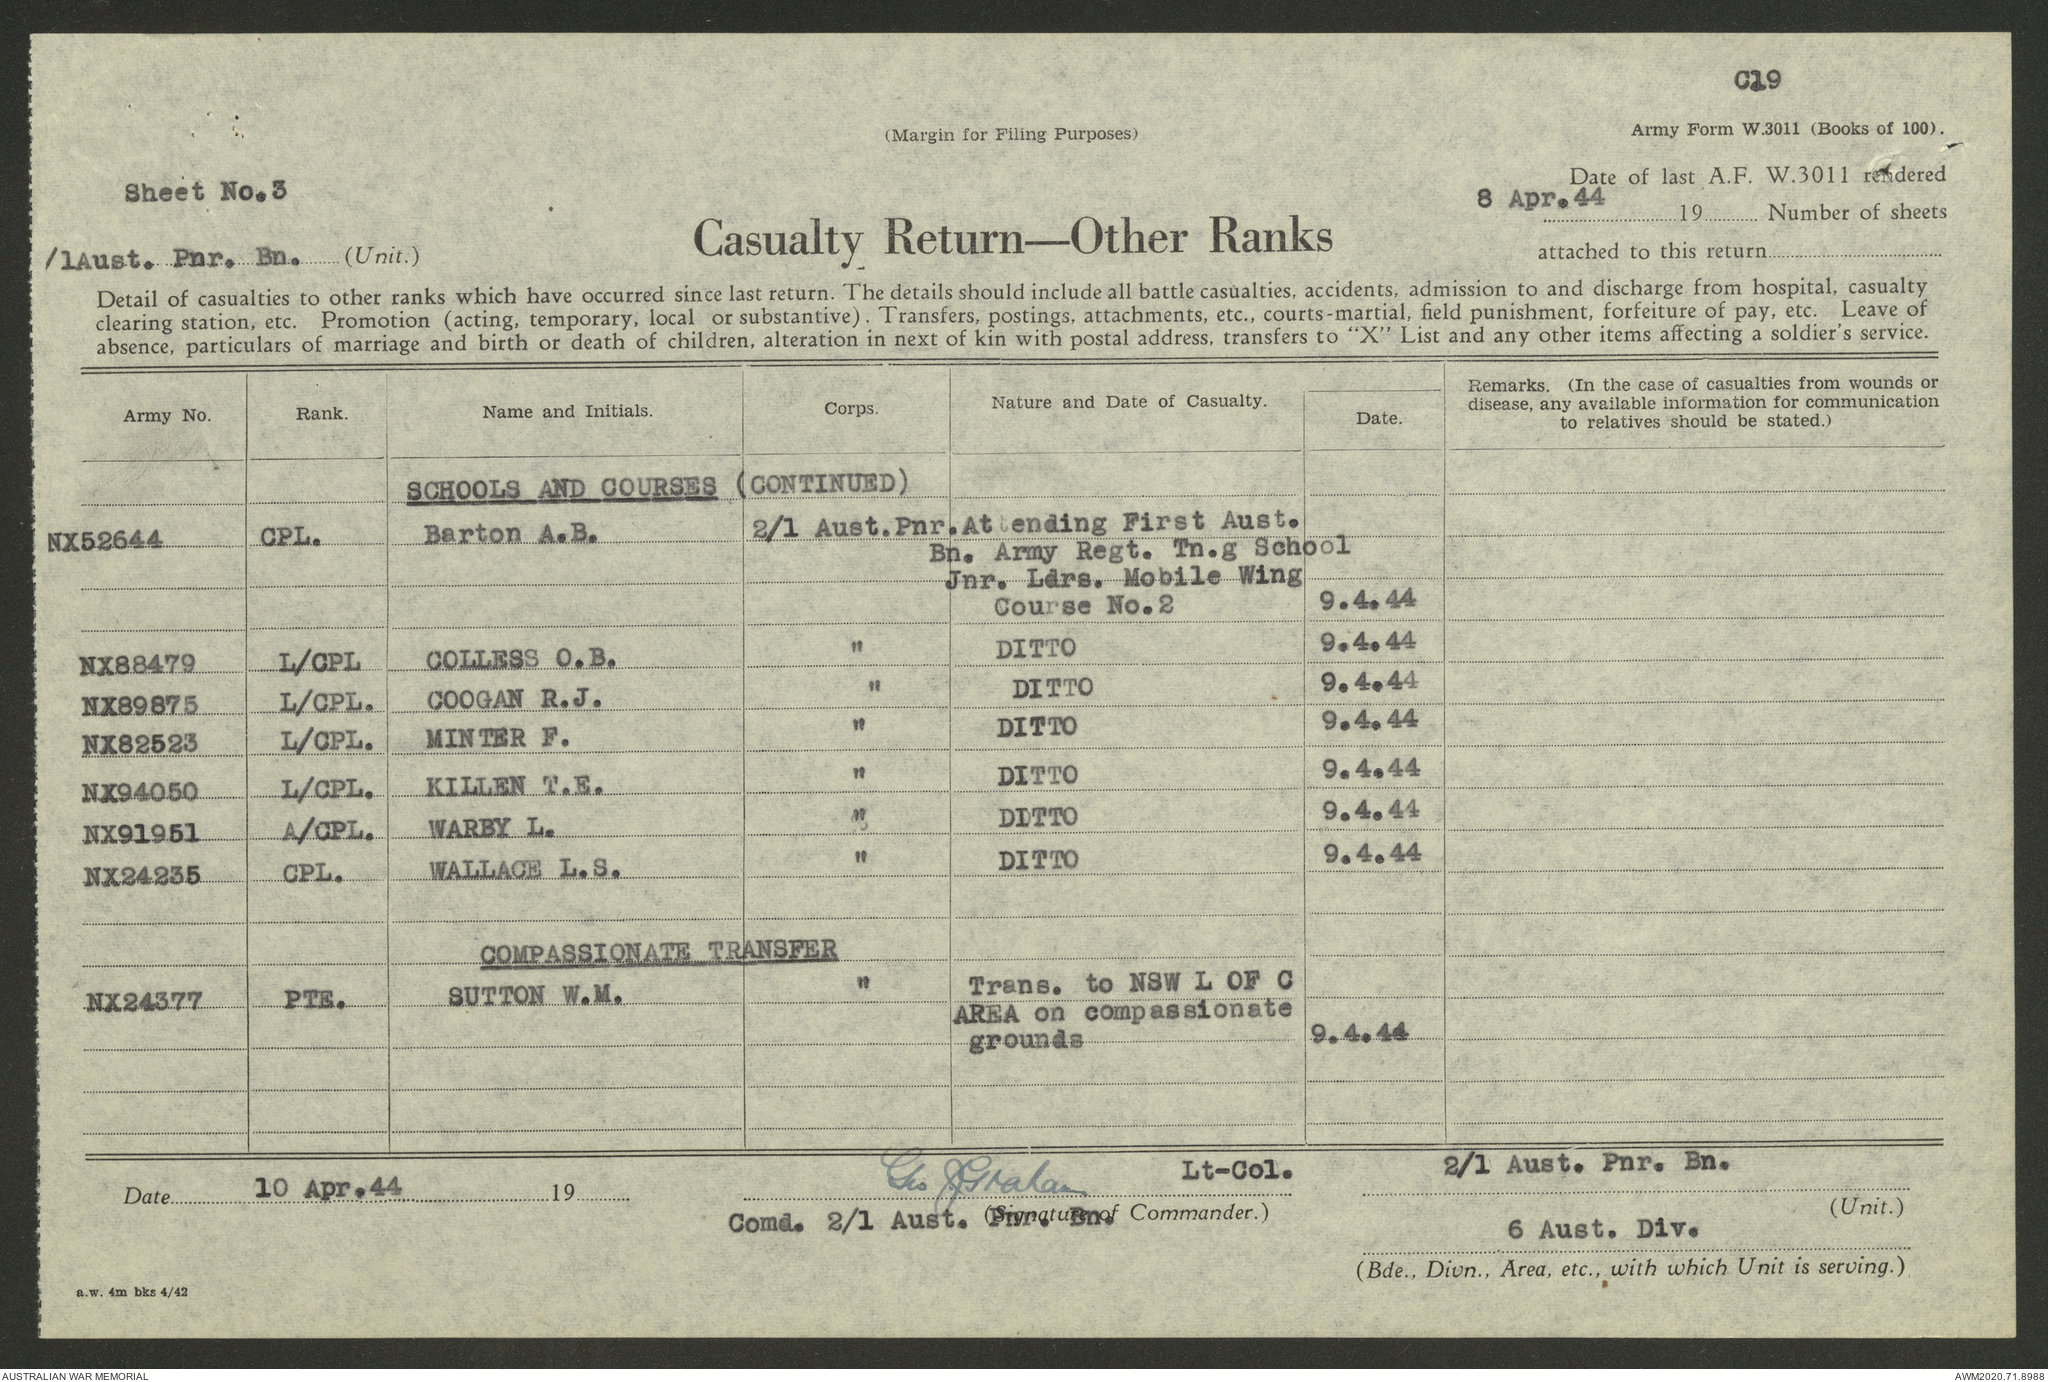 C19
(Margin for Filing Purposes)
Army Form W.3011 (Books of 100).
Sheet No.3
Date of last A.F. W.3011 rendered
8 Apr.44 19 Number of sheets
attached to this return
/1Aust. Pnr. Bn. (Unit.)
Casualty Return—Other Ranks
Detail of casualties to other ranks which have occurred since last return. The details should include all battle casualties, accidents, admission to and discharge from hospital, casualty
clearing station, etc. Promotion (acting, temporary, local or substantive). Transfers, postings, attachments, etc., courts-martial, field punishment, forfeiture of pay, etc. Leave of
absence, particulars of marriage and birth or death of children, alteration in next of kin with postal address, transfers to "X" List and any other items affecting a soldier's service.
Army No. Rank. Name and Initials. Corps. Nature and Date of Casualty. Date. Remarks. (In the case of casualties from wounds or
disease, any available information for communication
to relatives should be stated.)
SCHOOLS AND COURSES (CONTINUED)
NX52644 CPL. Barton A.B. 2/1 Aust.Pnr.Attending First Aust.
Bn. Army Regt. Tn.g School
Jnr. Ldrs. Mobile Wing
Course No.2 9.4.44
NX88479 L/CPL COLLESS O.B. " DITTO 9.4.44
NX89875 L/CPL. COOGAN R.J. " DITTO 9.4.44
NX82523 L/CPL. MINTER F. " DITTO 9.4.44
NX94050 L/CPL. KILLEN T.E. " DITTO 9.4.44
NX91951 A/CPL. WARBY L. " DITTO 9.4.44
NX24235 CPL. WALLACE L.S. " DITTO 9.4.44
COMPASSIONATE TRANSFER
NX24377 PTE. SUTTON W.M. " Trans. to NSW L OF C
AREA on compassionate
grounds 9.4.44
Date 10 Apr.44 19
Geo J Graham Lt-Col.
(Signature of Commander.)
Comd. 2/1 Aust. Pnr. Bn.
2/1 Aust. Pnr. Bn.
(Unit.)
6 Aust. Div.
(Bde., Divn., Area, etc., with which Unit is serving.)
a.w. 4m bks 4/42
AUSTRALIAN WAR MEMORIAL
AWM2020.71.8988